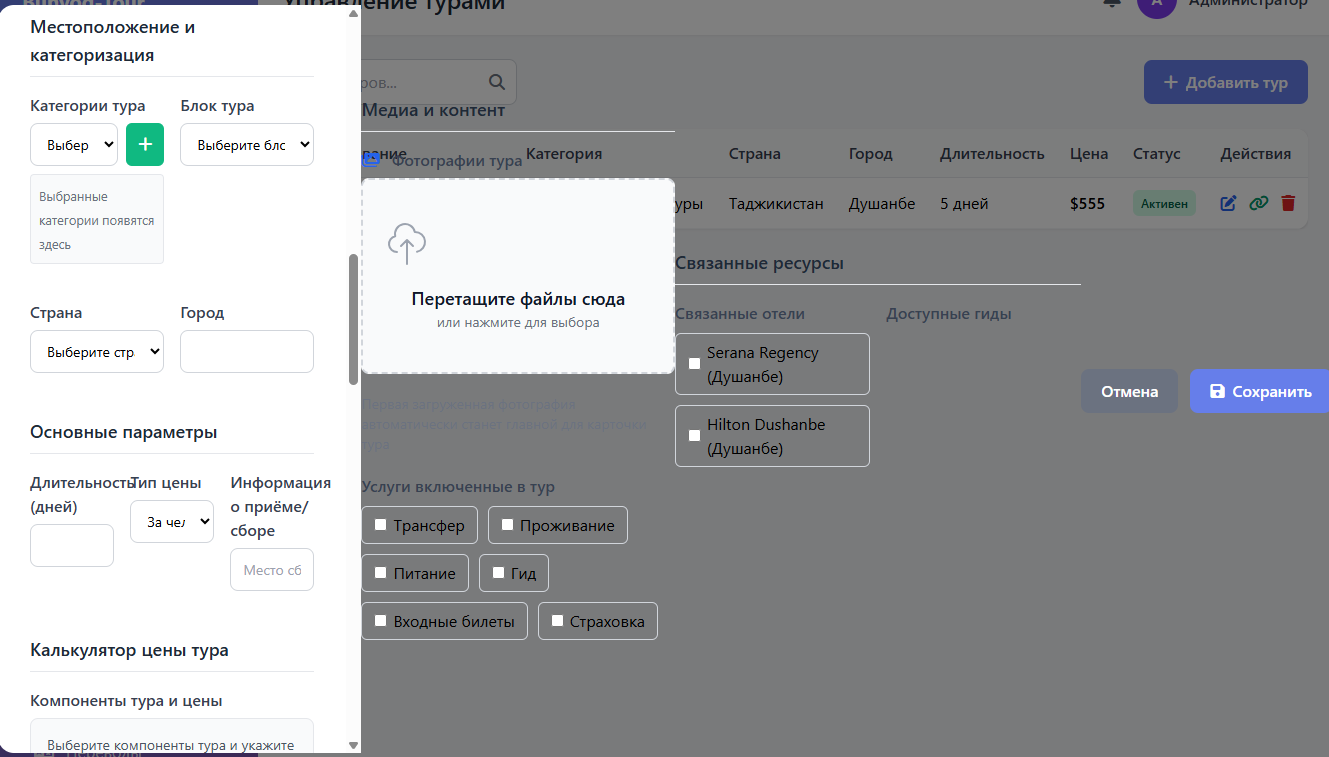 Bunyod-Tour
Управление турами
Администратор
А
Местоположение и
категоризация
Категории тура
Блок тура
Выбер
+
Выберите блс
Выбранные
категории появятся
здесь
Страна
Город
Выберите стр
Основные параметры
Длительность
(дней)
Тип цены
Информация
о приёме/
сборе
За чел
Место сб
Калькулятор цены тура
Компоненты тура и цены
Выберите компоненты тура и укажите
Переводы
ров...
+ Добавить тур
Медиа и контент
вание
Категория
Страна
Город
Длительность
Цена
Статус
Действия
Фотографии тура
уры
Таджикистан
Душанбе
5 дней
$555
Активен
Перетащите файлы сюда
или нажмите для выбора
Первая загруженная фотография
автоматически станет главной для карточки
тура
Услуги включенные в тур
Трансфер
Проживание
Питание
Гид
Входные билеты
Страховка
Связанные ресурсы
Связанные отели
Доступные гиды
Serana Regency
(Душанбе)
Hilton Dushanbe
(Душанбе)
Отмена
Сохранить